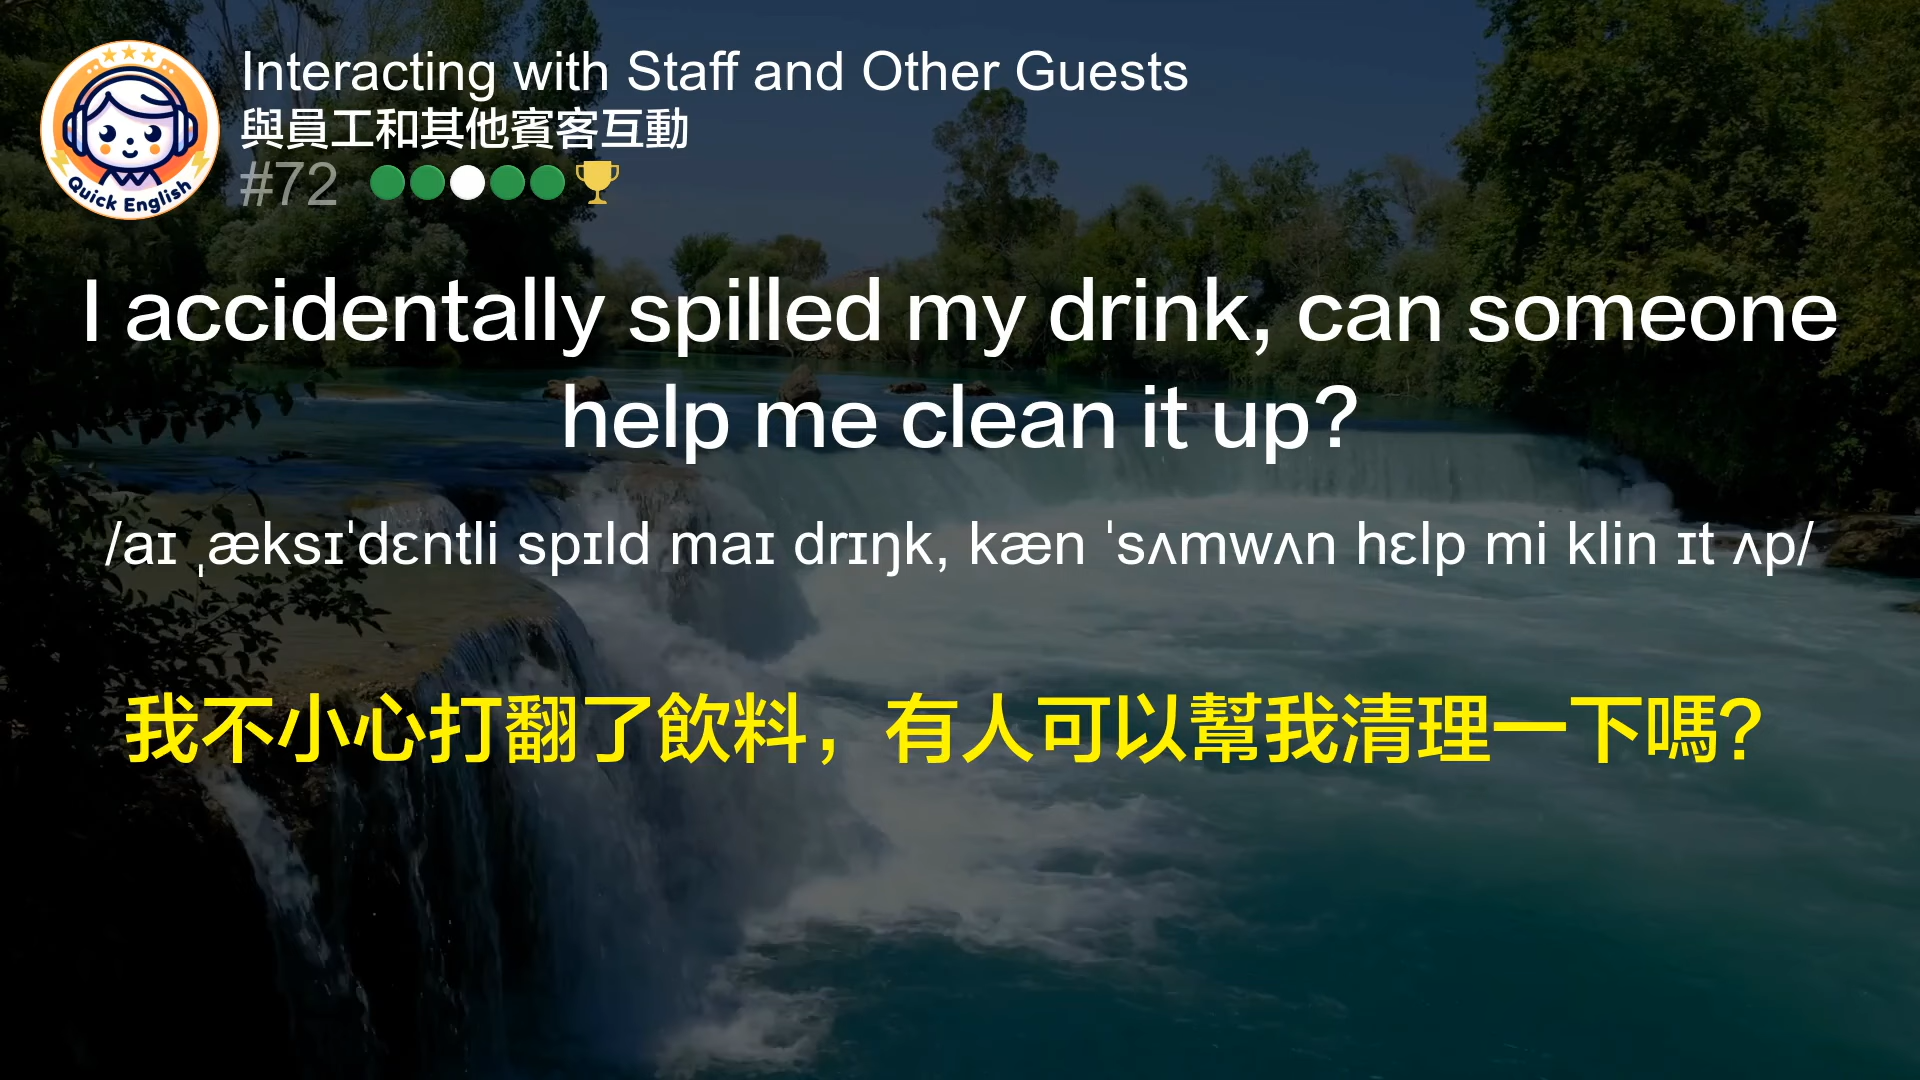 Quick English
Interacting with Staff and Other Guests
與員工和其他賓客互動
#72
I accidentally spilled my drink, can someone
help me clean it up?
/aɪ ˌæksɪˈdɛntli spɪld maɪ drɪŋk, kæn ˈsʌmwʌn hɛlp mi klin ɪt ʌp/
我不小心打翻了飲料，有人可以幫我清理一下嗎?